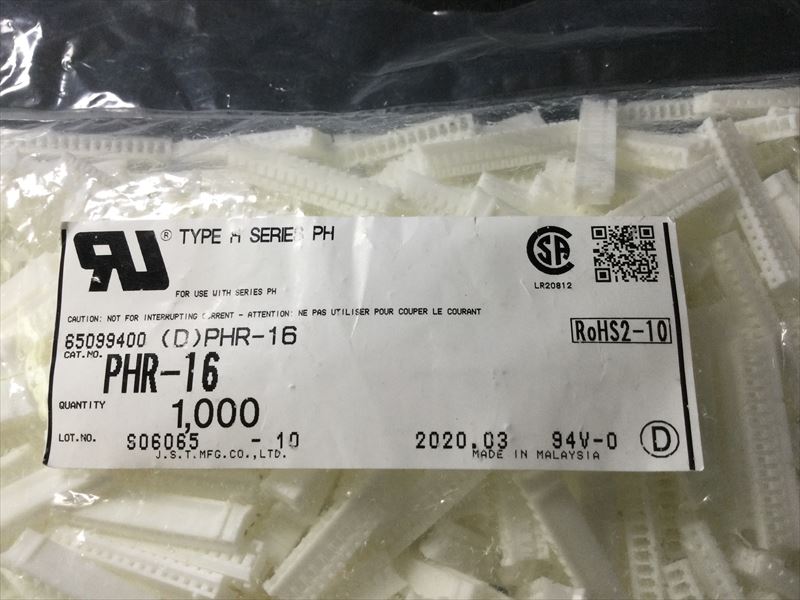 RU ® TYPE H SERIES PH
FOR USE WITH SERIES PH
CSA
LR20812
CAUTION: NOT FOR INTERRUPTING CURRENT - ATTENTION: NE PAS UTILISER POUR COUPER LE COURANT
65099400 (D)PHR-16
RoHS2-10
CAT.NO. PHR-16
QUANTITY 1,000
LOT.NO. S06065 -10 2020.03 94V-0 D
J.S.T.MFG.CO.,LTD. MADE IN MALAYSIA